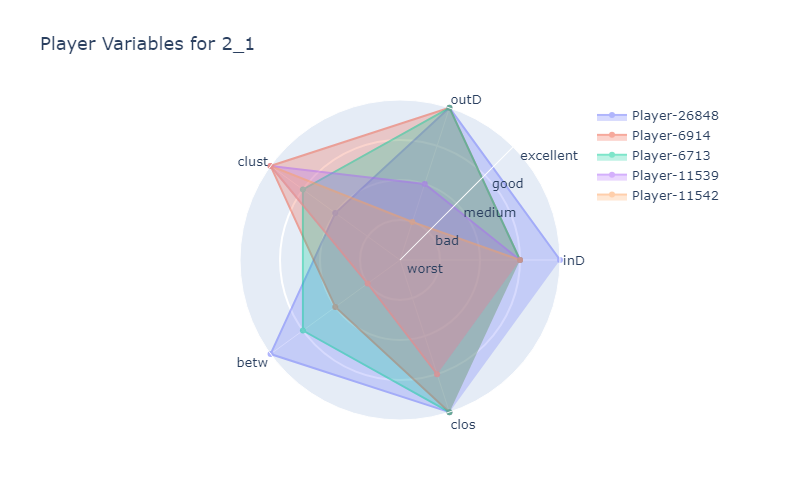 Player Variables for 2_1
outD
clust
excellent
good
medium
bad
worst
inD
betw
clos
Player-26848
Player-6914
Player-6713
Player-11539
Player-11542